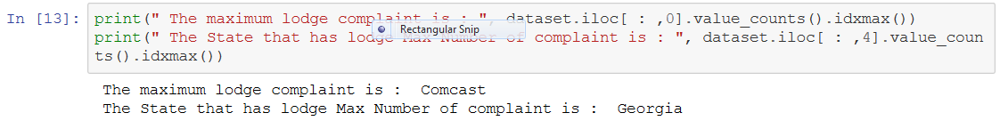 In [13]: print(" The maximum lodge complaint is : ", dataset.iloc[ : ,0].value_counts().idxmax())
Rectangular Snip
print(" The State that has lodge Max Number of complaint is : ", dataset.iloc[ : ,4].value_coun
ts().idxmax())
The maximum lodge complaint is :  Comcast
The State that has lodge Max Number of complaint is :  Georgia